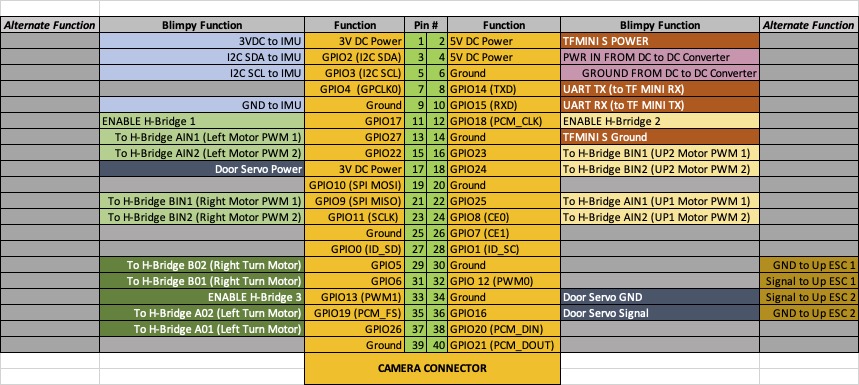 Alternate Function Blimpy Function Function Pin # Function Blimpy Function Alternate Function
3VDC to IMU 3V DC Power 1 2 5V DC Power TFMINI S POWER
I2C SDA to IMU GPIO2 (I2C SDA) 3 4 5V DC Power PWR IN FROM DC to DC Converter
I2C SCL to IMU GPIO3 (I2C SCL) 5 6 Ground GROUND FROM DC to DC Converter
GPIO4 (GPCLK0) 7 8 GPIO14 (TXD) UART TX (to TF MINI RX)
GND to IMU Ground 9 10 GPIO15 (RXD) UART RX (to TF MINI TX)
ENABLE H-Bridge 1 GPIO17 11 12 GPIO18 (PCM_CLK) ENABLE H-Brridge 2
To H-Bridge AIN1 (Left Motor PWM 1) GPIO27 13 14 Ground TFMINI S Ground
To H-Bridge AIN2 (Left Motor PWM 2) GPIO22 15 16 GPIO23 To H-Bridge BIN1 (UP2 Motor PWM 1)
Door Servo Power 3V DC Power 17 18 GPIO24 To H-Bridge BIN2 (UP2 Motor PWM 2)
GPIO10 (SPI MOSI) 19 20 Ground
To H-Bridge BIN1 (Right Motor PWM 1) GPIO9 (SPI MISO) 21 22 GPIO25 To H-Bridge AIN1 (UP1 Motor PWM 1)
To H-Bridge BIN2 (Right Motor PWM 2) GPIO11 (SCLK) 23 24 GPIO8 (CE0) To H-Bridge AIN2 (UP1 Motor PWM 2)
Ground 25 26 GPIO7 (CE1)
GPIO0 (ID_SD) 27 28 GPIO1 (ID_SC)
To H-Bridge B02 (Right Turn Motor) GPIO5 29 30 Ground GND to Up ESC 1
To H-Bridge B01 (Right Turn Motor) GPIO6 31 32 GPIO 12 (PWM0) Signal to Up ESC 1
ENABLE H-Bridge 3 GPIO13 (PWM1) 33 34 Ground Door Servo GND Signal to Up ESC 2
To H-Bridge A02 (Left Turn Motor) GPIO19 (PCM_FS) 35 36 GPIO16 Door Servo Signal GND to Up ESC 2
To H-Bridge A01 (Left Turn Motor) GPIO26 37 38 GPIO20 (PCM_DIN)
Ground 39 40 GPIO21 (PCM_DOUT)
CAMERA CONNECTOR